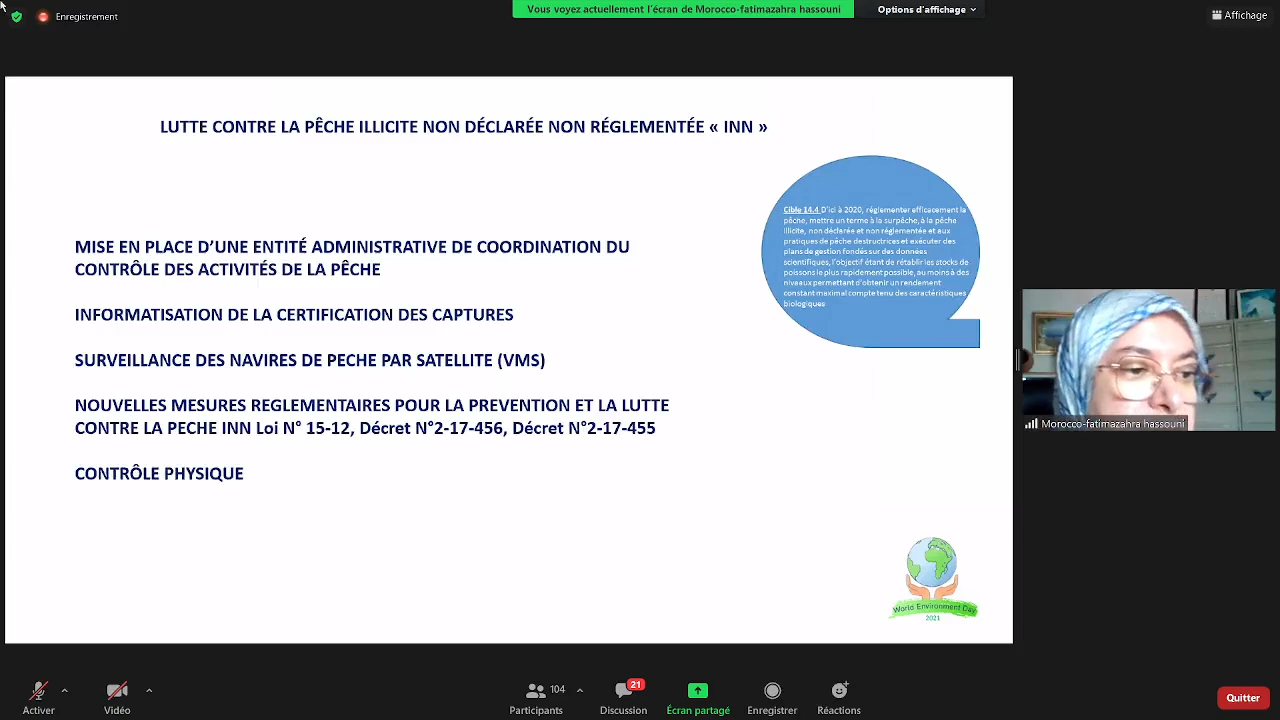 Enregistrement
Vous voyez actuellement l'écran de Morocco-fatimazahra hassouni
Options d'affichage
Affichage
LUTTE CONTRE LA PÊCHE ILLICITE NON DÉCLARÉE NON RÉGLEMENTÉE « INN »
Cible 14.4 D'ici à 2020, réglementer efficacement la
pêche, mettre un terme à la surpêche, à la pêche
illicite, non déclarée et non réglementée et aux
pratiques de pêche destructrices et exécuter des
plans de gestion fondés sur des données
scientifiques, l'objectif étant de rétablir les stocks de
poissons le plus rapidement possible, au moins à des
niveaux permettant d'obtenir un rendement
constant maximal compte tenu des caractéristiques
biologiques
MISE EN PLACE D'UNE ENTITÉ ADMINISTRATIVE DE COORDINATION DU
CONTRÔLE DES ACTIVITÉS DE LA PÊCHE
INFORMATISATION DE LA CERTIFICATION DES CAPTURES
SURVEILLANCE DES NAVIRES DE PECHE PAR SATELLITE (VMS)
NOUVELLES MESURES REGLEMENTAIRES POUR LA PREVENTION ET LA LUTTE
CONTRE LA PECHE INN Loi N° 15-12, Décret N°2-17-456, Décret N°2-17-455
CONTRÔLE PHYSIQUE
Morocco-fatimazahra hassouni
World Environment Day
2021
Activer
Vidéo
104
Participants
21
Discussion
Écran partagé
Enregistrer
Réactions
Quitter